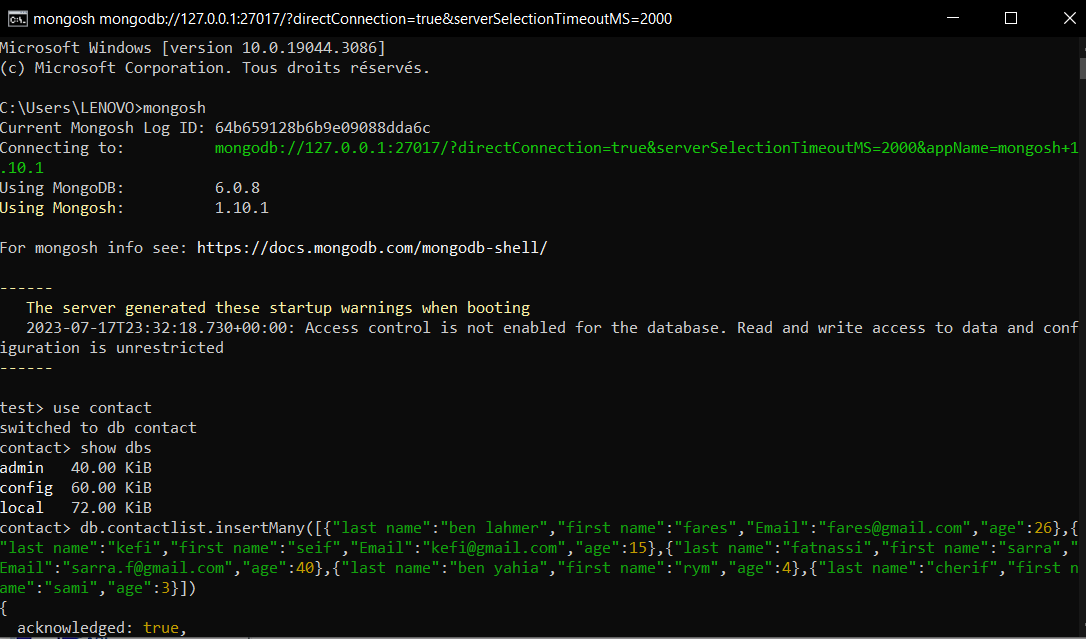 mongosh mongodb://127.0.0.1:27017/?directConnection=true&serverSelectionTimeoutMS=2000
Microsoft Windows [version 10.0.19044.3086]
(c) Microsoft Corporation. Tous droits réservés.
C:\Users\LENOVO>mongosh
Current Mongosh Log ID: 64b659128b6b9e09088dda6c
Connecting to:          mongodb://127.0.0.1:27017/?directConnection=true&serverSelectionTimeoutMS=2000&appName=mongosh+1
.10.1
Using MongoDB:          6.0.8
Using Mongosh:          1.10.1
For mongosh info see: https://docs.mongodb.com/mongodb-shell/
------
   The server generated these startup warnings when booting
   2023-07-17T23:32:18.730+00:00: Access control is not enabled for the database. Read and write access to data and conf
iguration is unrestricted
------
test> use contact
switched to db contact
contact> show dbs
admin   40.00 KiB
config  60.00 KiB
local   72.00 KiB
contact> db.contactlist.insertMany([{"last name":"ben lahmer","first name":"fares","Email":"fares@gmail.com","age":26},{
"last name":"kefi","first name":"seif","Email":"kefi@gmail.com","age":15},{"last name":"fatnassi","first name":"sarra","
Email":"sarra.f@gmail.com","age":40},{"last name":"ben yahia","first name":"rym","age":4},{"last name":"cherif","first n
ame":"sami","age":3}])
{
  acknowledged: true,